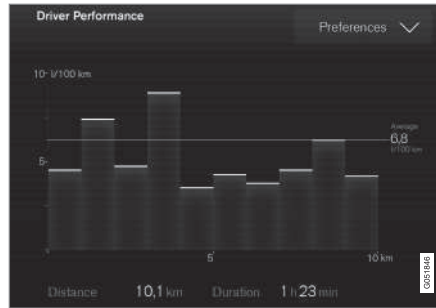 Driver Performance
Preferences
10 l/100 km
Average
6,8
l/100 km
5
5
10 km
G051846
Distance 10,1 km Duration 1 h 23 min